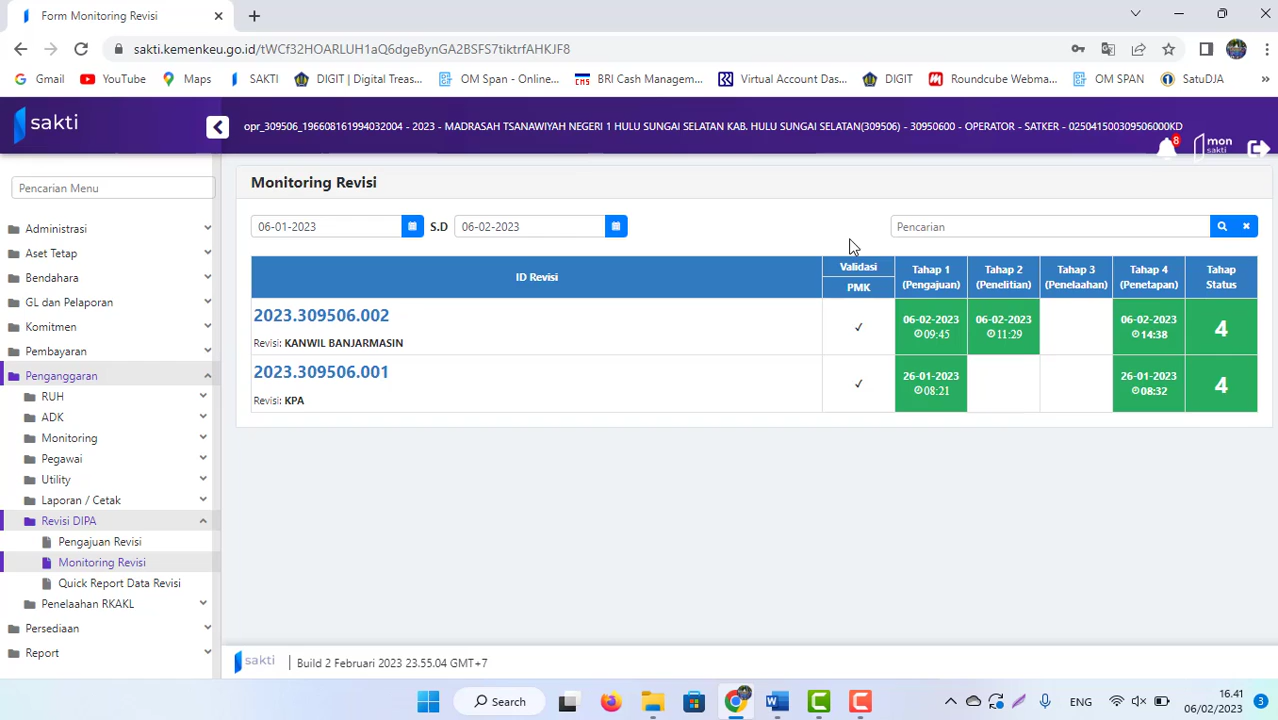 Form Monitoring Revisi
sakti.kemenkeu.go.id/tWCf32HOARLUH1aQ6dgeBynGA2BSFS7tiktrfAHKJF8
Gmail YouTube Maps SAKTI DIGIT | Digital Treas... OM Span - Online... CMS BRI Cash Managem... Virtual Account Das... DIGIT Roundcube Webma... OM SPAN SatuDJA
sakti
opr_309506_196608161994032004 - 2023 - MADRASAH TSANAWIYAH NEGERI 1 HULU SUNGAI SELATAN KAB. HULU SUNGAI SELATAN(309506) - 30950600 - OPERATOR - SATKER - 025041500309506000KD
8
mon
sakti
Pencarian Menu
Administrasi
Aset Tetap
Bendahara
GL dan Pelaporan
Komitmen
Pembayaran
Penganggaran
RUH
ADK
Monitoring
Pegawai
Utility
Laporan / Cetak
Revisi DIPA
Pengajuan Revisi
Monitoring Revisi
Quick Report Data Revisi
Penelaahan RKAKL
Persediaan
Report
Monitoring Revisi
06-01-2023 S.D 06-02-2023 Pencarian
ID Revisi
Validasi
PMK
Tahap 1
(Pengajuan)
Tahap 2
(Penelitian)
Tahap 3
(Penelaahan)
Tahap 4
(Penetapan)
Tahap
Status
2023.309506.002
Revisi: KANWIL BANJARMASIN
✓
06-02-2023
09:45
06-02-2023
11:29
06-02-2023
14:38
4
2023.309506.001
Revisi: KPA
✓
26-01-2023
08:21
26-01-2023
08:32
4
sakti
Build 2 Februari 2023 23.55.04 GMT+7
Search
ENG
16.41
06/02/2023
3